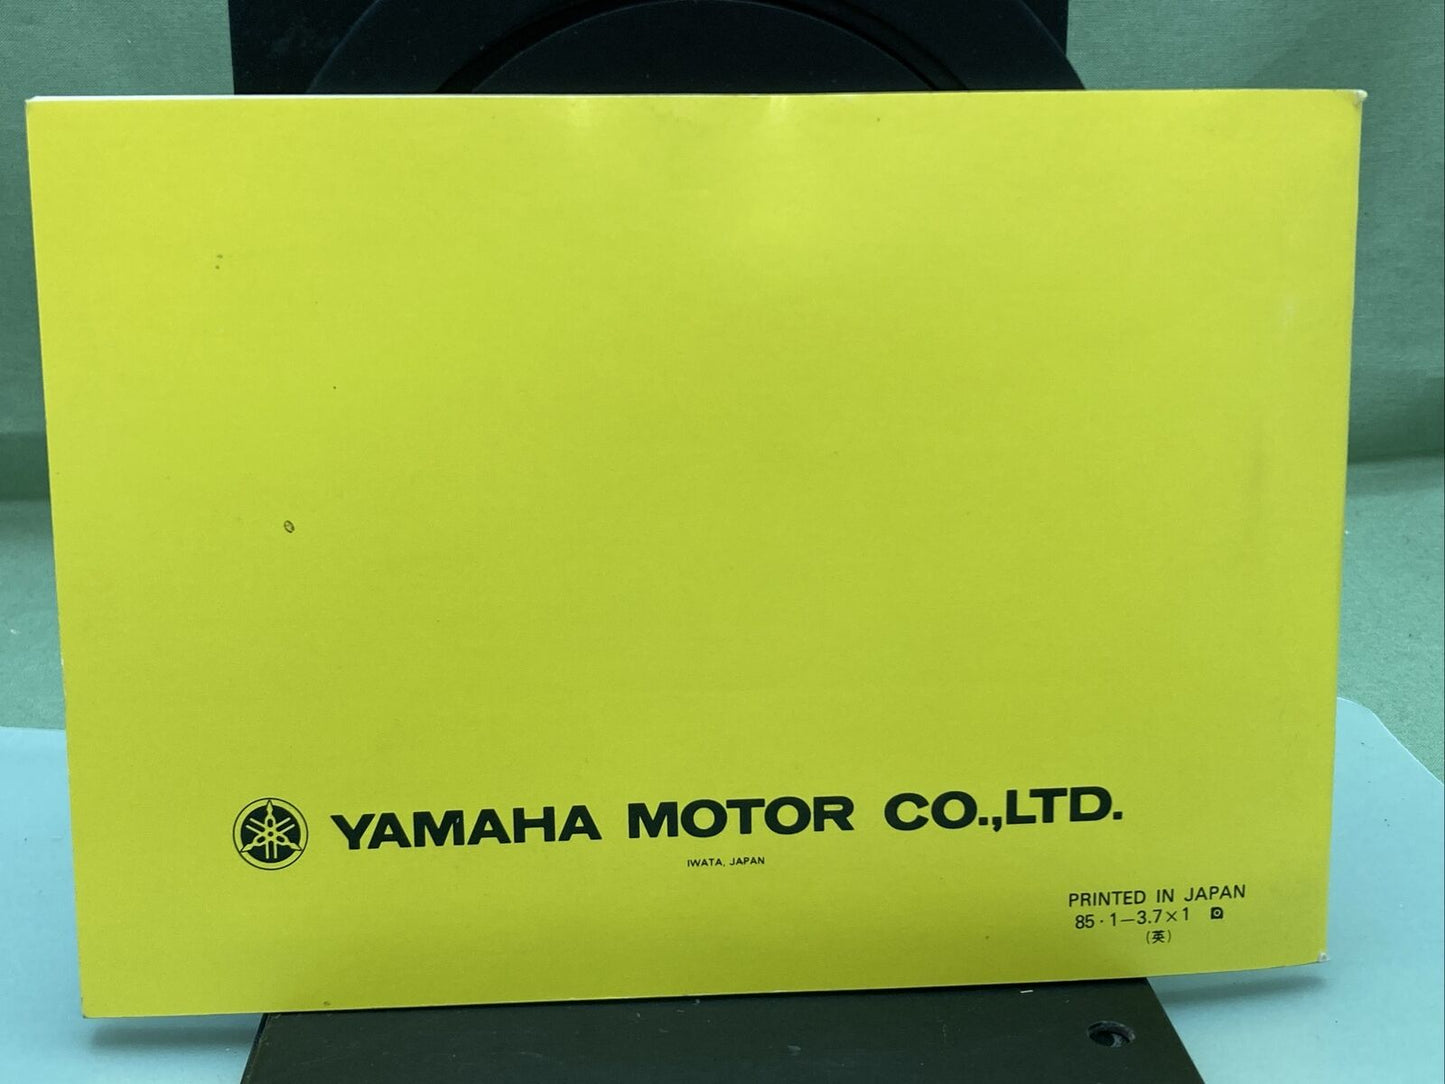 YAMAHA MOTOR CO.,LTD.
IWATA, JAPAN
PRINTED IN JAPAN
85・1－3.7×1
(英)